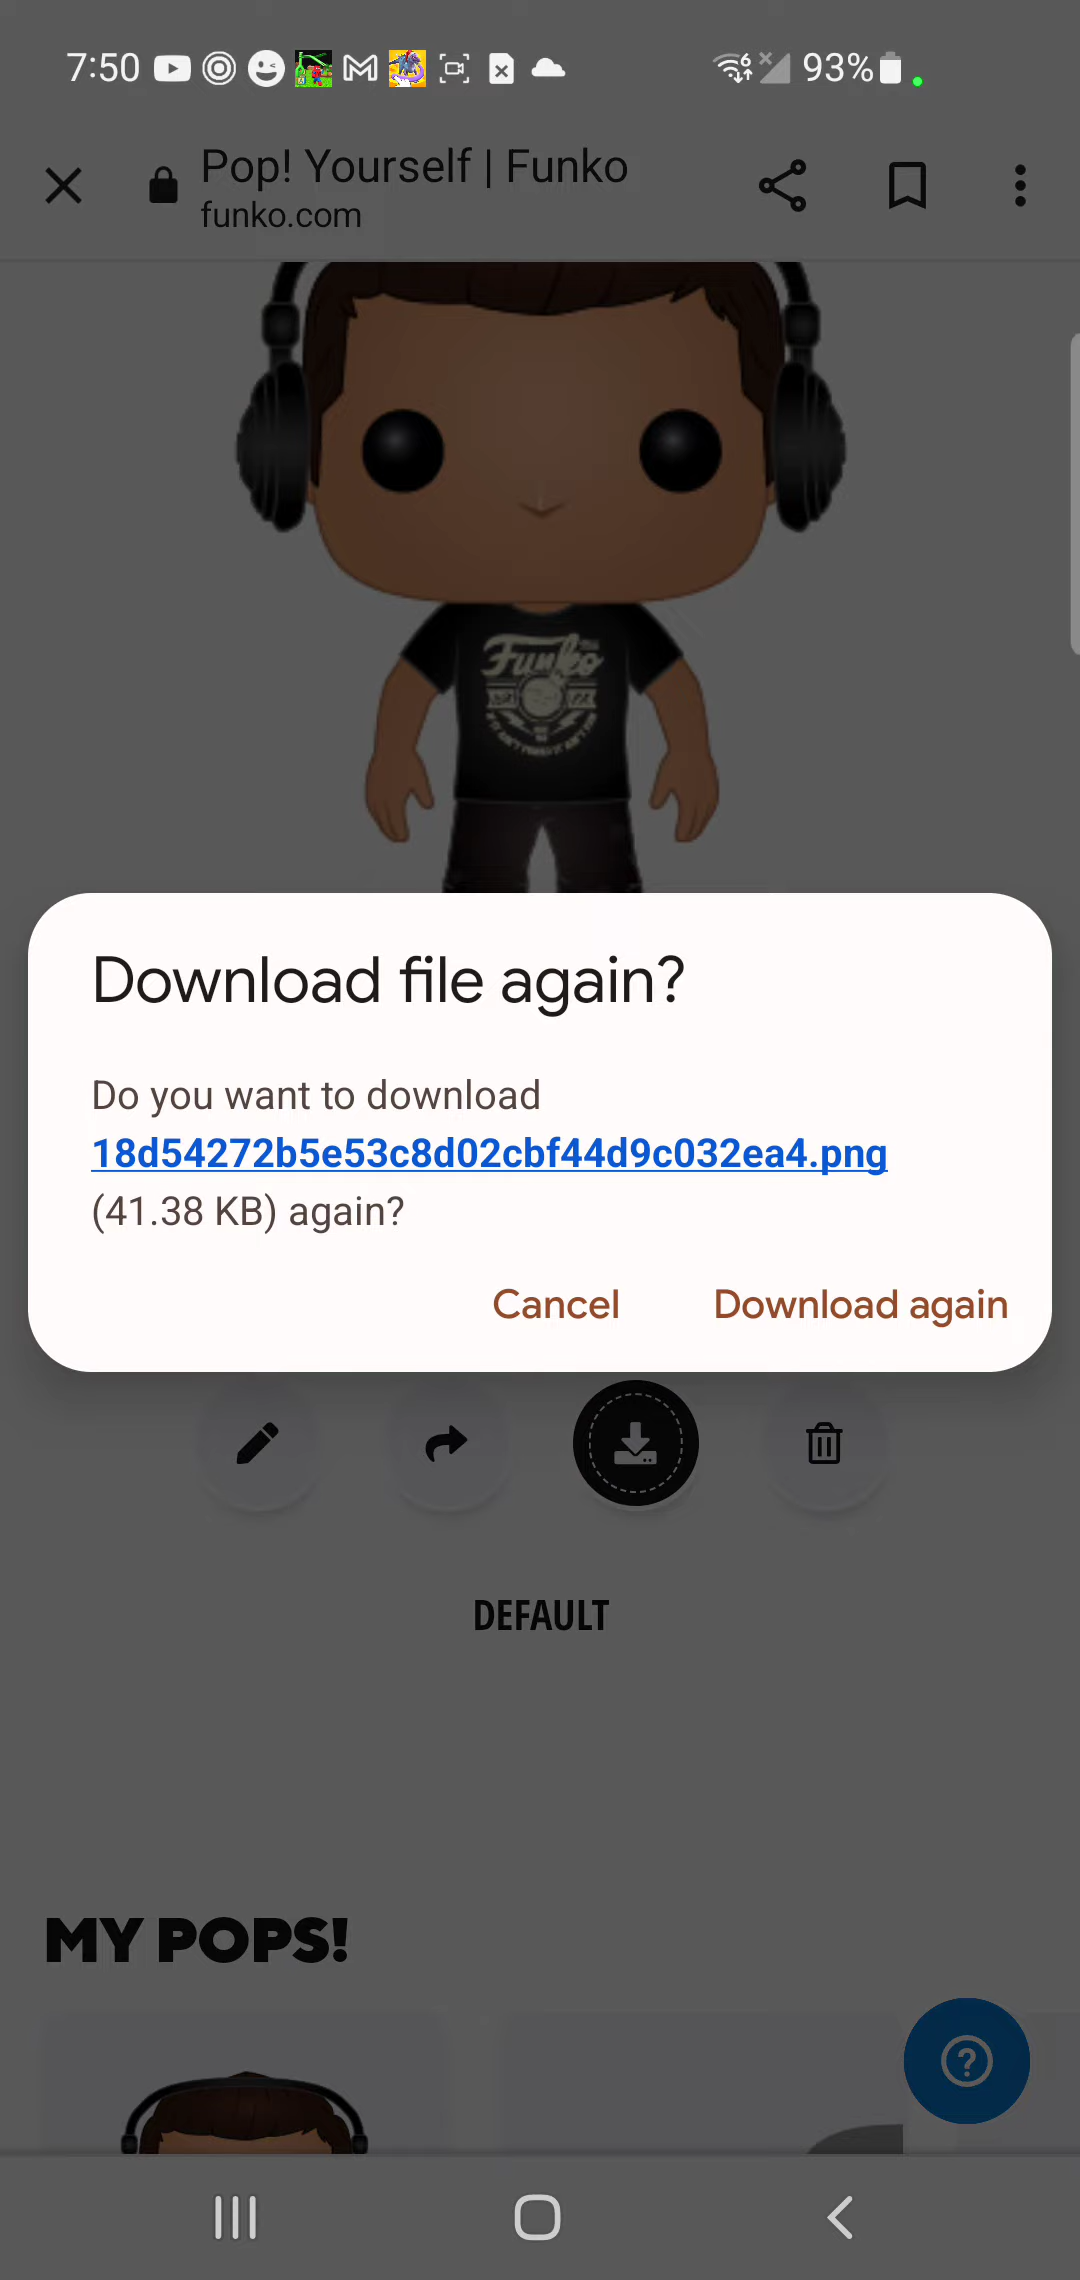 7:50
93%
Pop! Yourself | Funko
funko.com
Funko
Download file again?
Do you want to download
18d54272b5e53c8d02cbf44d9c032ea4.png
(41.38 KB) again?
Cancel
Download again
DEFAULT
MY POPS!